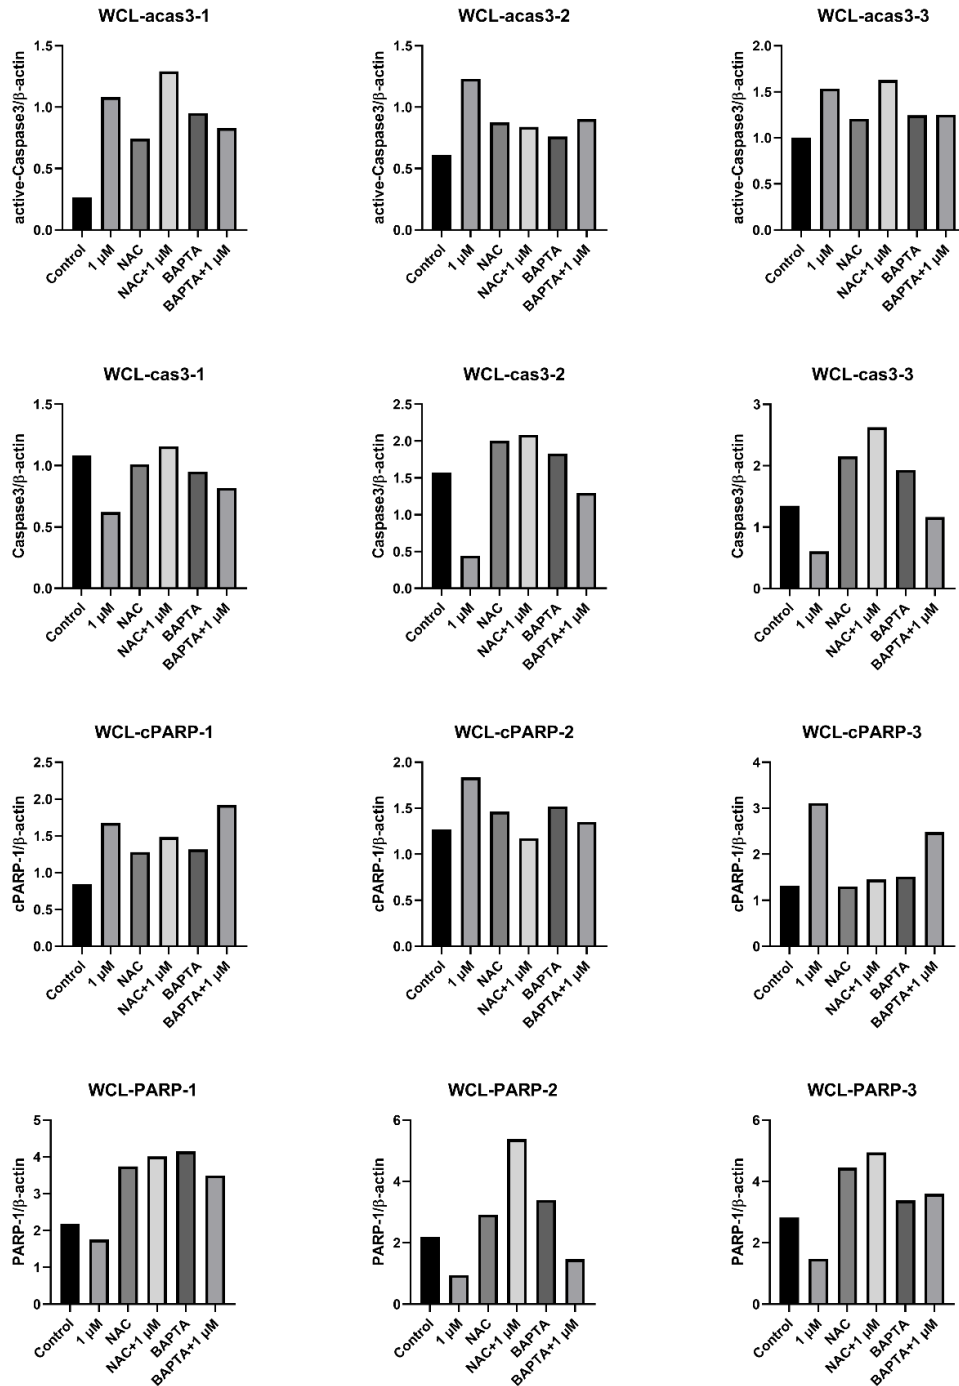 WCL-acas3-1
active-Caspase3/β-actin
1.5
1.0
0.5
0.0
Control
1 μM
NAC
NAC+1 μM
BAPTA
BAPTA+1 μM
WCL-acas3-2
active-Caspase3/β-actin
1.5
1.0
0.5
0.0
Control
1 μM
NAC
NAC+1 μM
BAPTA
BAPTA+1 μM
WCL-acas3-3
active-Caspase3/β-actin
2.0
1.5
1.0
0.5
0.0
Control
1 μM
NAC
NAC+1 μM
BAPTA
BAPTA+1 μM
WCL-cas3-1
Caspase3/β-actin
1.5
1.0
0.5
0.0
Control
1 μM
NAC
NAC+1 μM
BAPTA
BAPTA+1 μM
WCL-cas3-2
Caspase3/β-actin
2.5
2.0
1.5
1.0
0.5
0.0
Control
1 μM
NAC
NAC+1 μM
BAPTA
BAPTA+1 μM
WCL-cas3-3
Caspase3/β-actin
3
2
1
0
Control
1 μM
NAC
NAC+1 μM
BAPTA
BAPTA+1 μM
WCL-cPARP-1
cPARP-1/β-actin
2.5
2.0
1.5
1.0
0.5
0.0
Control
1 μM
NAC
NAC+1 μM
BAPTA
BAPTA+1 μM
WCL-cPARP-2
cPARP-1/β-actin
2.0
1.5
1.0
0.5
0.0
Control
1 μM
NAC
NAC+1 μM
BAPTA
BAPTA+1 μM
WCL-cPARP-3
cPARP-1/β-actin
4
3
2
1
0
Control
1 μM
NAC
NAC+1 μM
BAPTA
BAPTA+1 μM
WCL-PARP-1
PARP-1/β-actin
5
4
3
2
1
0
Control
1 μM
NAC
NAC+1 μM
BAPTA
BAPTA+1 μM
WCL-PARP-2
PARP-1/β-actin
6
4
2
0
Control
1 μM
NAC
NAC+1 μM
BAPTA
BAPTA+1 μM
WCL-PARP-3
PARP-1/β-actin
6
4
2
0
Control
1 μM
NAC
NAC+1 μM
BAPTA
BAPTA+1 μM